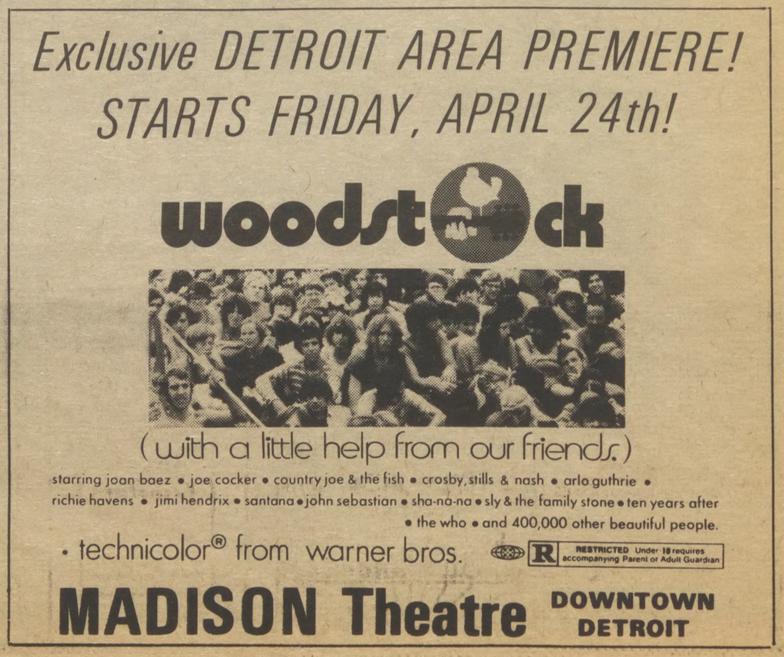 Exclusive DETROIT AREA PREMIERE!
STARTS FRIDAY, APRIL 24th!
woodstock
(with a little help from our friends.)
starring joan baez • joe cocker • country joe & the fish • crosby, stills & nash • arlo guthrie •
richie havens • jimi hendrix • santana • john sebastian • sha-na-na • sly & the family stone • ten years after
• the who • and 400,000 other beautiful people.
• technicolor® from warner bros.
R RESTRICTED Under 18 requires
accompanying Parent or Adult Guardian
MADISON Theatre DOWNTOWN
DETROIT